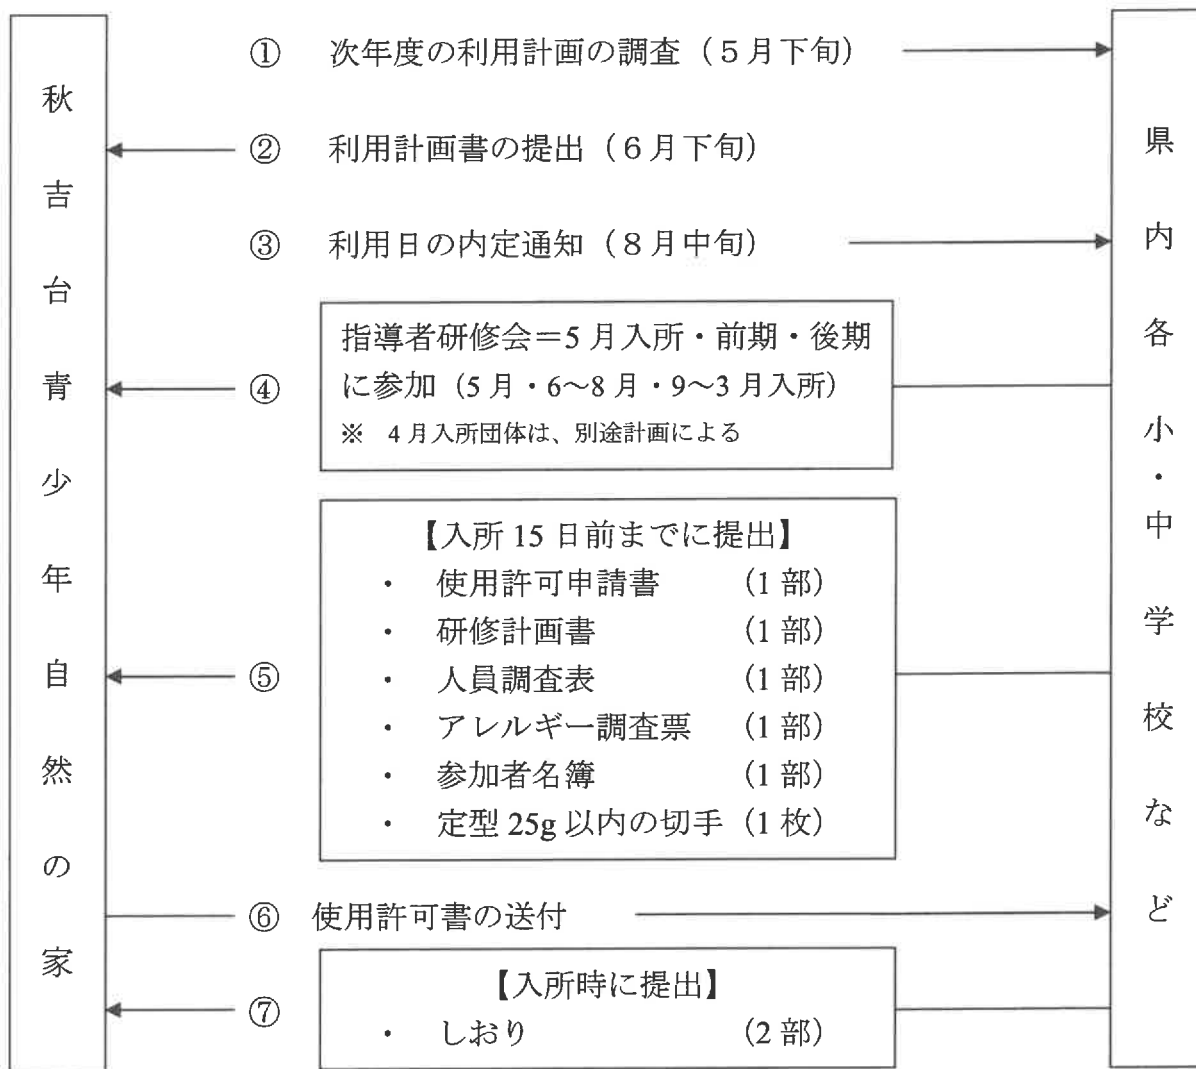 秋吉台青少年自然の家
① 次年度の利用計画の調査（５月下旬）
② 利用計画書の提出（６月下旬）
③ 利用日の内定通知（８月中旬）
④
指導者研修会＝5 月入所・前期・後期
に参加（5 月・6～8 月・9～3 月入所）
※ 4 月入所団体は、別途計画による
⑤
【入所 15 日前までに提出】
・ 使用許可申請書 （1 部）
・ 研修計画書 （1 部）
・ 人員調査表 （1 部）
・ アレルギー調査票 （1 部）
・ 参加者名簿 （1 部）
・ 定型 25g 以内の切手（1 枚）
⑥ 使用許可書の送付
⑦
【入所時に提出】
・ しおり （2 部）
県内各小・中学校など